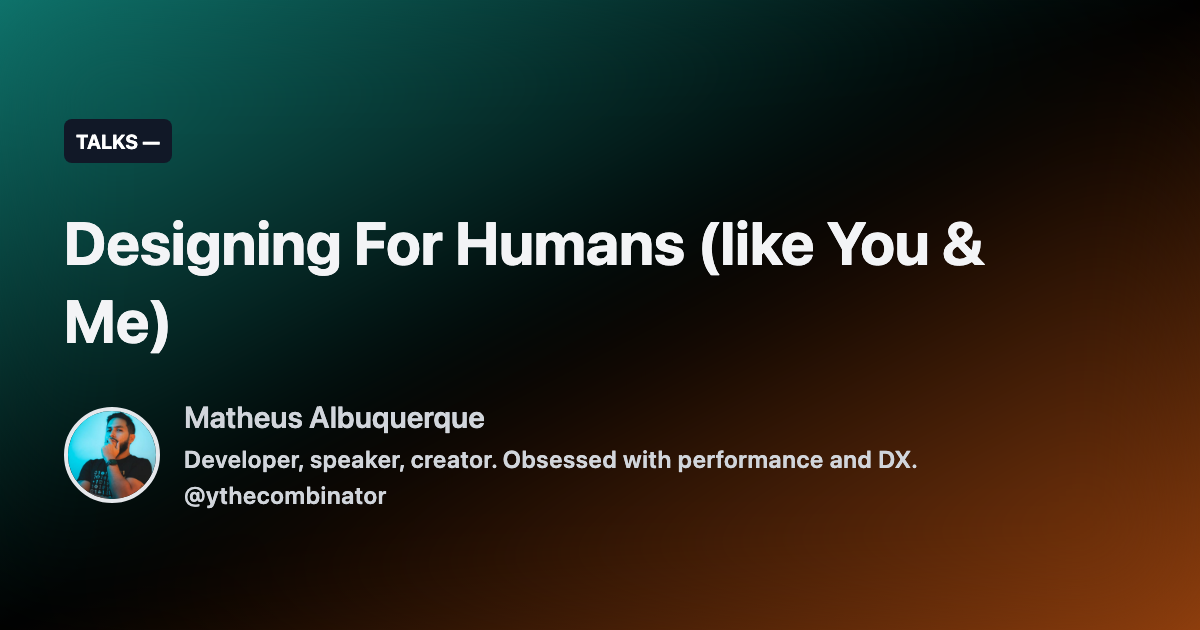 TALKS —
Designing For Humans (like You &
Me)
Matheus Albuquerque
Developer, speaker, creator. Obsessed with performance and DX.
@ythecombinator